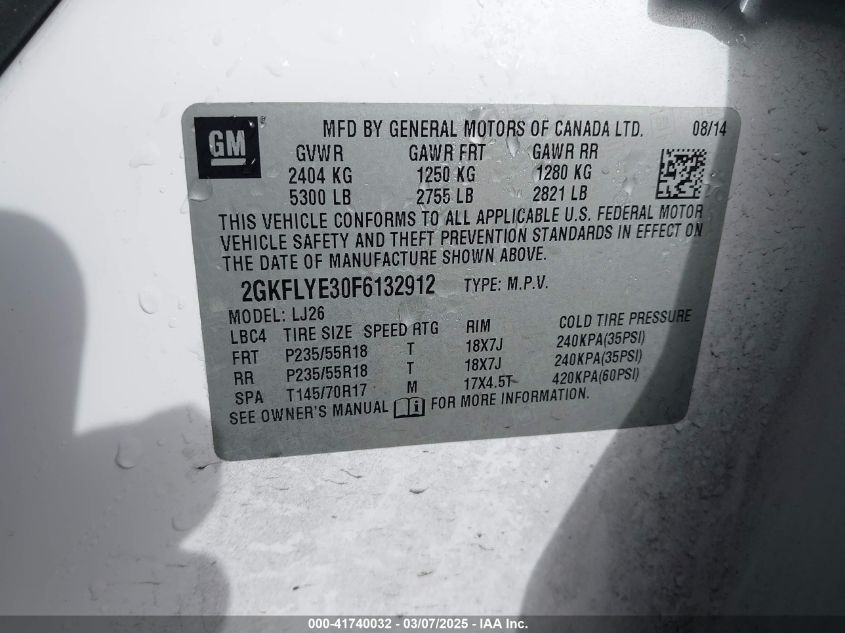 GM ® MFD BY GENERAL MOTORS OF CANADA LTD. 08/14
GVWR GAWR FRT GAWR RR
2404 KG 1250 KG 1280 KG
5300 LB 2755 LB 2821 LB
THIS VEHICLE CONFORMS TO ALL APPLICABLE U.S. FEDERAL MOTOR
VEHICLE SAFETY AND THEFT PREVENTION STANDARDS IN EFFECT ON
THE DATE OF MANUFACTURE SHOWN ABOVE.
2GKFLYE30F6132912 TYPE: M.P.V.
MODEL: LJ26
LBC4 TIRE SIZE SPEED RTG RIM COLD TIRE PRESSURE
FRT P235/55R18 T 18X7J 240KPA(35PSI)
RR P235/55R18 T 18X7J 240KPA(35PSI)
SPA T145/70R17 M 17X4.5T 420KPA(60PSI)
SEE OWNER'S MANUAL FOR MORE INFORMATION.
000-41740032 — 03/07/2025 - IAA Inc.